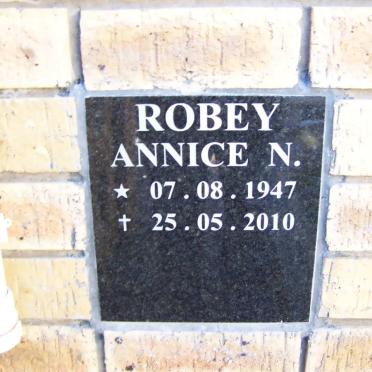 ROBEY
ANNICE N.
★ 07 . 08 . 1947
✝ 25 . 05 . 2010